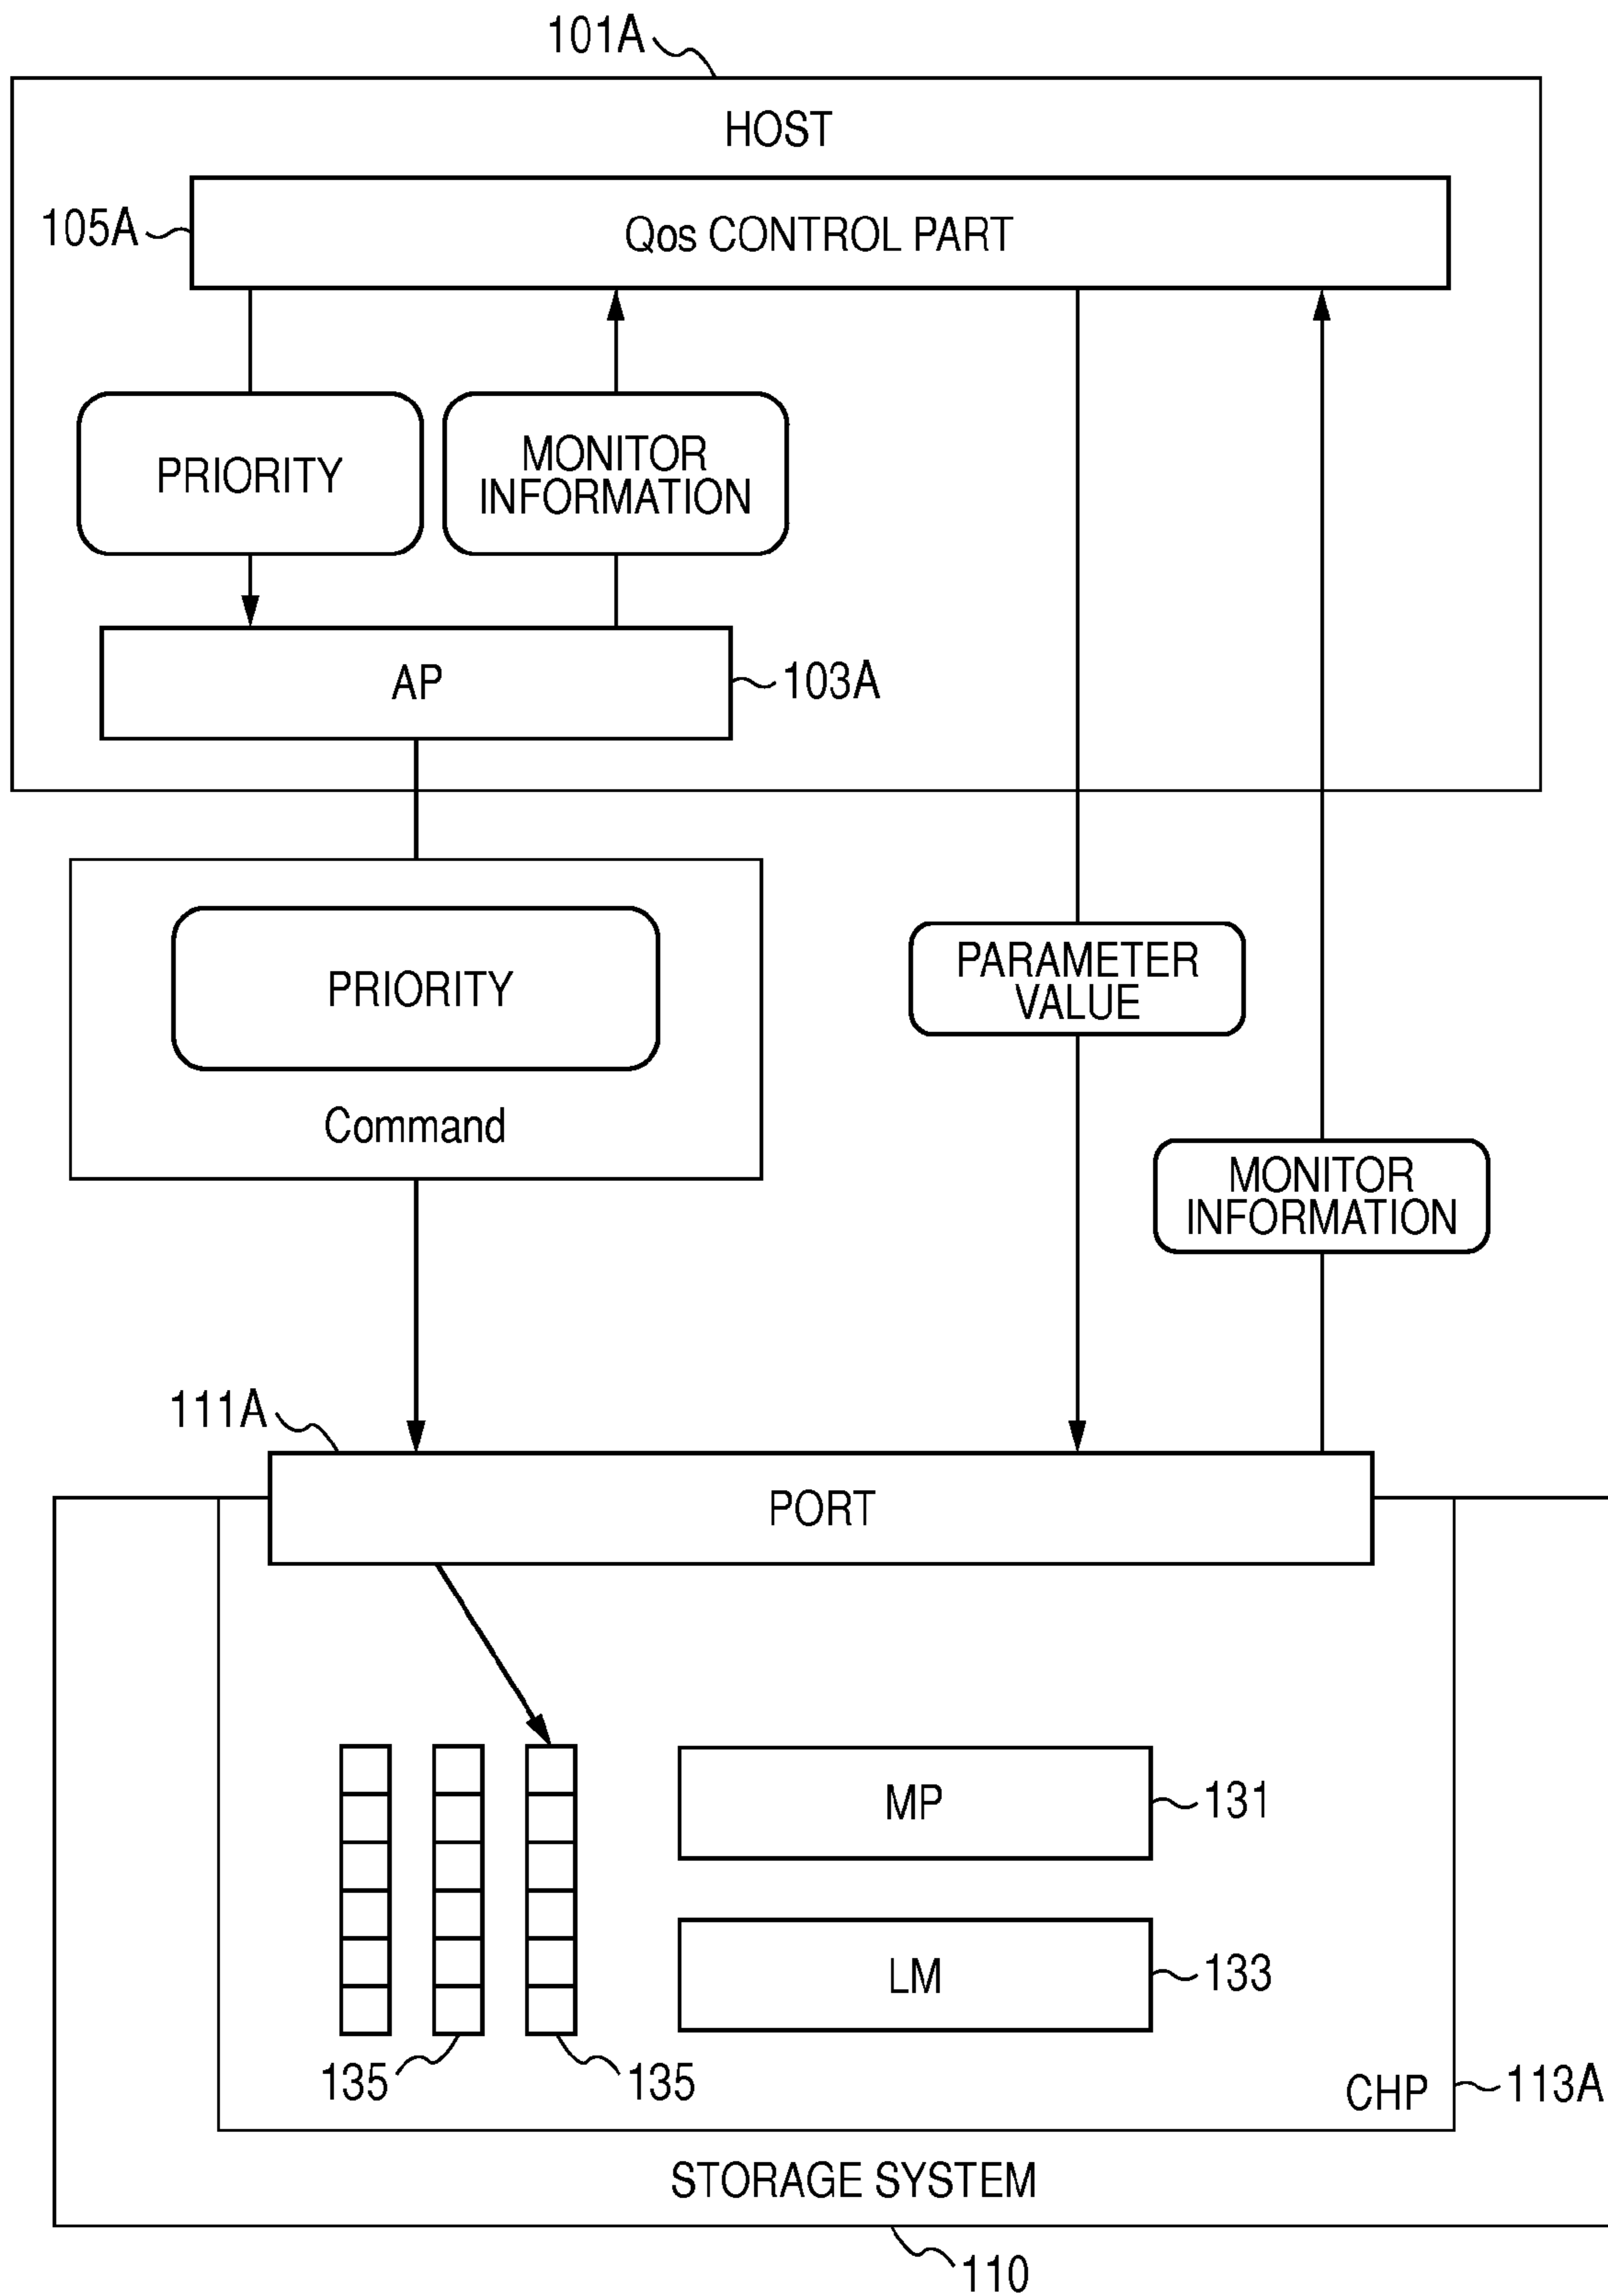 101A
HOST
105A
Qos CONTROL PART
PRIORITY
MONITOR
INFORMATION
AP
103A
PRIORITY
Command
PARAMETER
VALUE
MONITOR
INFORMATION
111A
PORT
MP
131
LM
133
135
135
CHP
113A
STORAGE SYSTEM
110